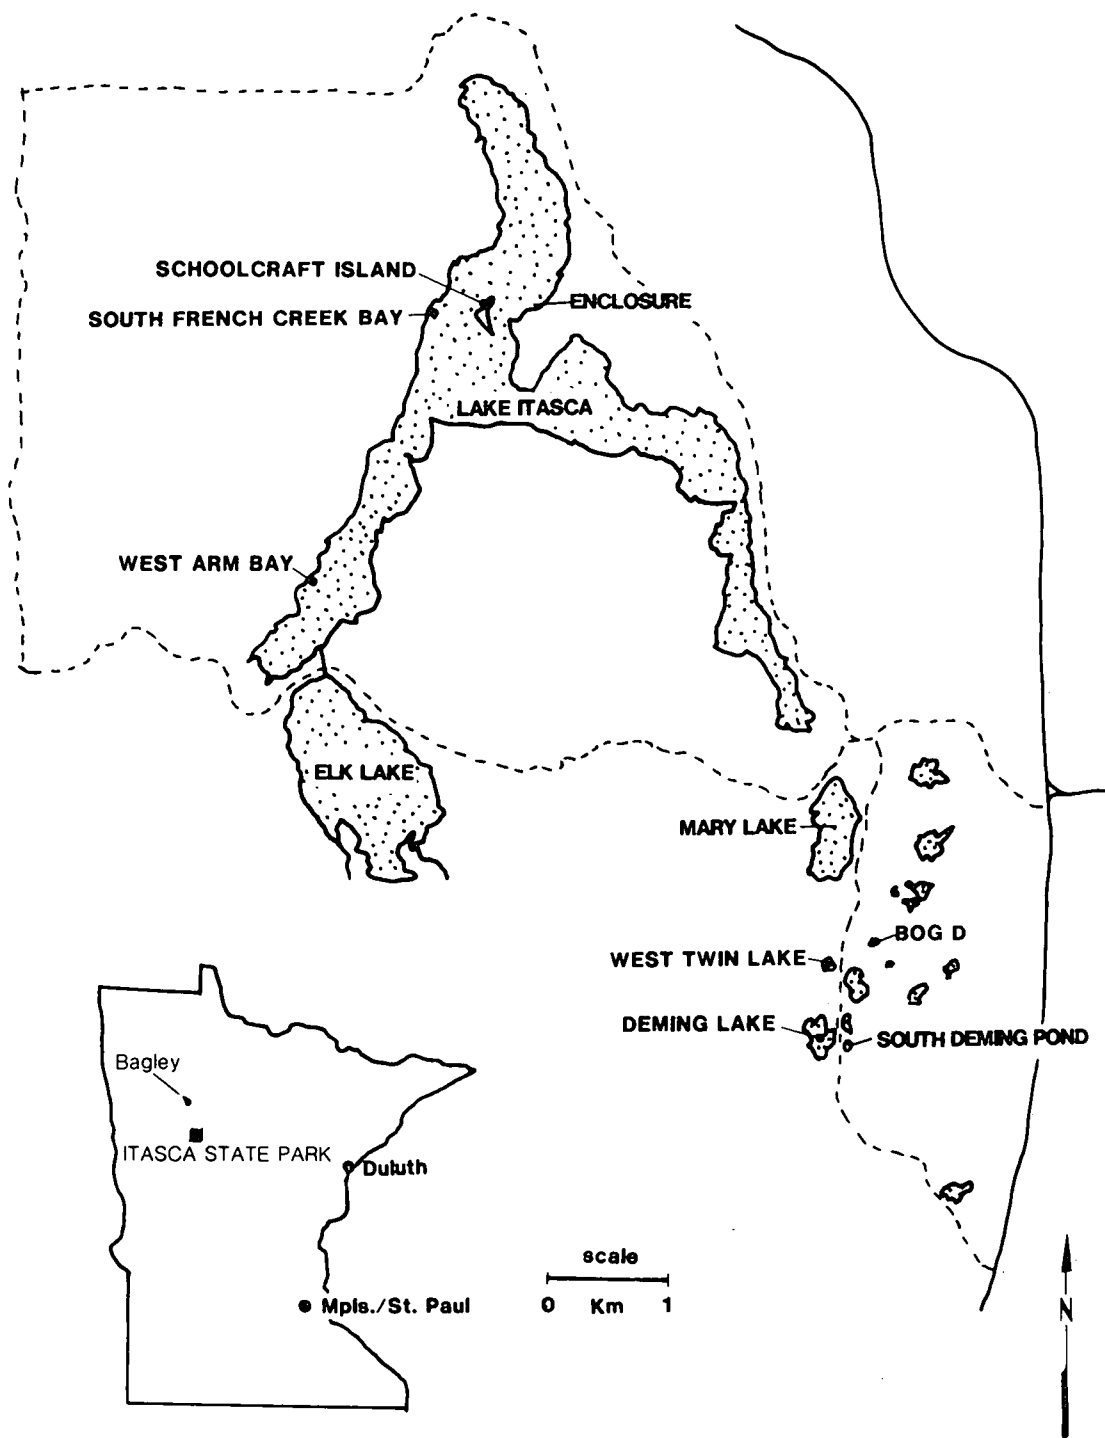 SCHOOLCRAFT ISLAND
ENCLOSURE
SOUTH FRENCH CREEK BAY
LAKE ITASCA
WEST ARM BAY
ELK LAKE
MARY LAKE
BOG D
WEST TWIN LAKE
DEMING LAKE
SOUTH DEMING POND
Bagley
ITASCA STATE PARK
Duluth
Mpls./St. Paul
scale
0 Km 1
N